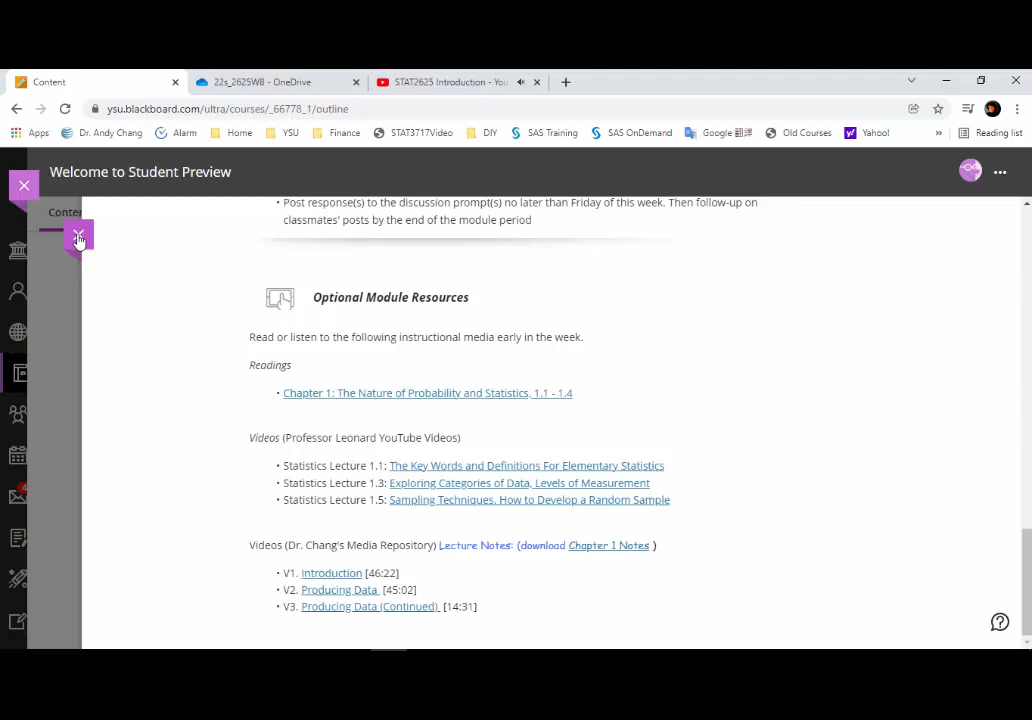 Content
22s_2625WB - OneDrive
STAT2625 Introduction - You
ysu.blackboard.com/ultra/courses/_66778_1/outline
Apps Dr. Andy Chang Alarm Home YSU Finance STAT3717Video DIY SAS Training SAS OnDemand Google 翻譯 Old Courses Yahoo! » Reading list
Welcome to Student Preview
Conter
• Post response(s) to the discussion prompt(s) no later than Friday of this week. Then follow-up on
classmates' posts by the end of the module period
Optional Module Resources
Read or listen to the following instructional media early in the week.
Readings
• Chapter 1: The Nature of Probability and Statistics, 1.1 - 1.4
Videos (Professor Leonard YouTube Videos)
• Statistics Lecture 1.1: The Key Words and Definitions For Elementary Statistics
• Statistics Lecture 1.3: Exploring Categories of Data, Levels of Measurement
• Statistics Lecture 1.5: Sampling Techniques. How to Develop a Random Sample
Videos (Dr. Chang's Media Repository) Lecture Notes: (download Chapter 1 Notes )
• V1. Introduction [46:22]
• V2. Producing Data [45:02]
• V3. Producing Data (Continued) [14:31]